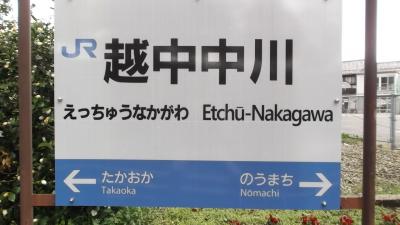 JR 越中中川
えっちゅうなかがわ Etchū-Nakagawa
← たかおか のうまち →
Takaoka Nōmachi